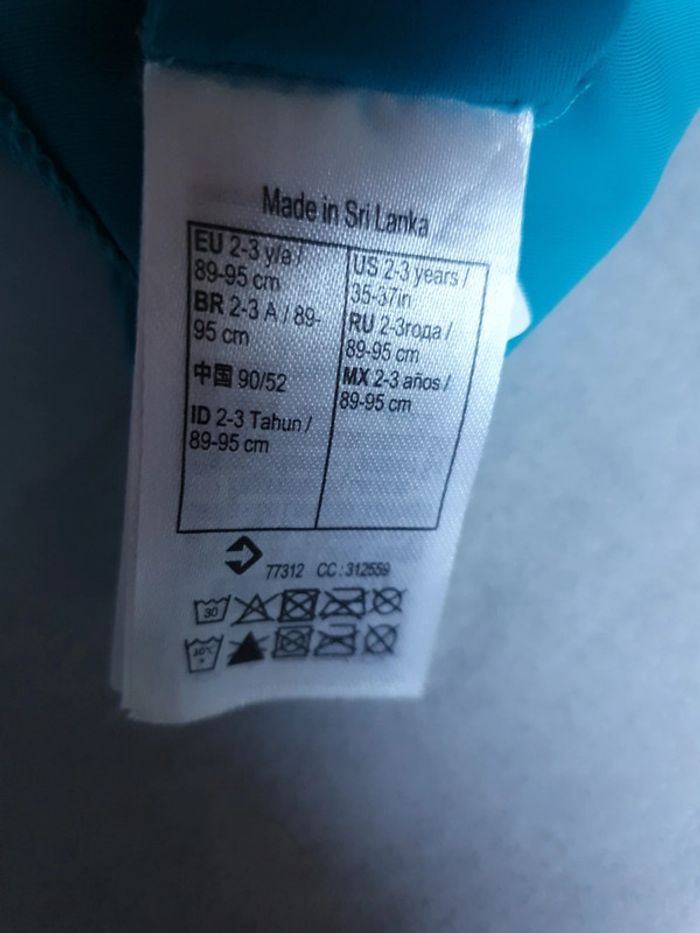 Made in Sri Lanka
EU 2-3 y/a /
89-95 cm
BR 2-3 A / 89-
95 cm
中国 90/52
ID 2-3 Tahun /
89-95 cm
US 2-3 years /
35-37in
RU 2-3года /
89-95 cm
MX 2-3 años /
89-95 cm
77312 CC : 312559
30
30°C